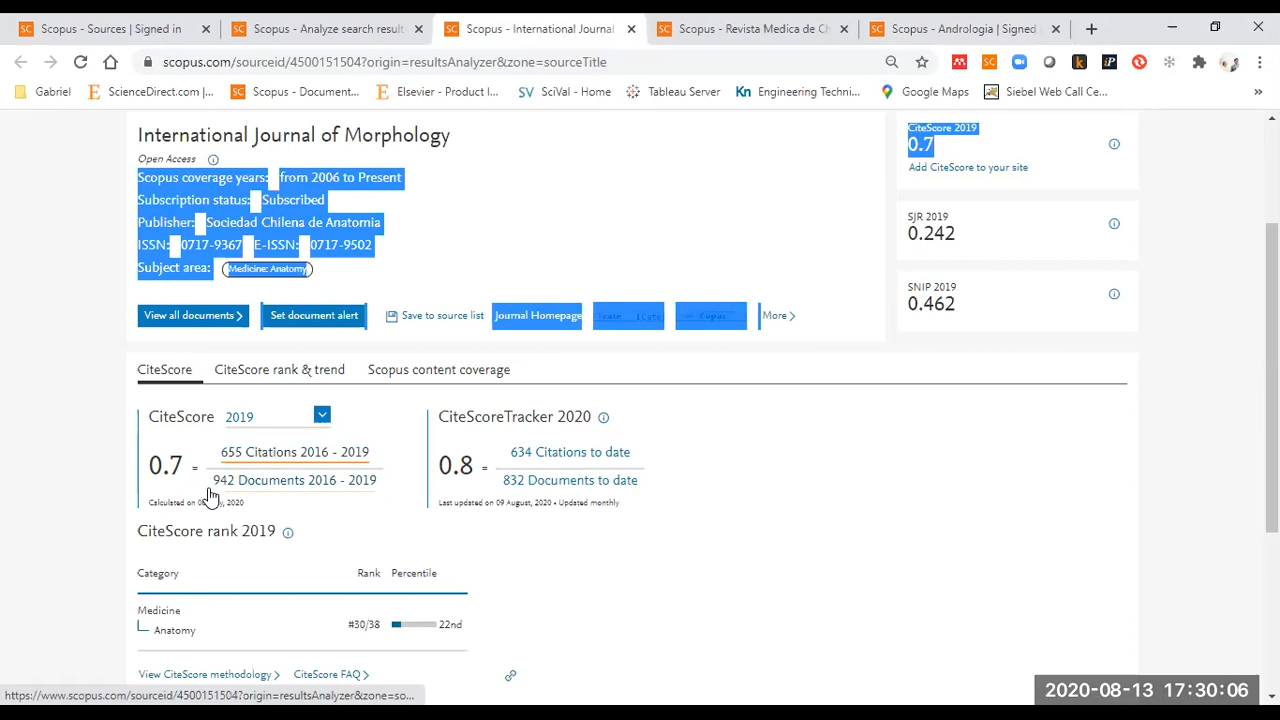 Scopus - Sources | Signed in
Scopus - Analyze search result
Scopus - International Journal
Scopus - Revista Medica de Ch
Scopus - Andrologia | Signed
scopus.com/sourceid/4500151504?origin=resultsAnalyzer&zone=sourceTitle
Gabriel
ScienceDirect.com |...
Scopus - Document...
Elsevier - Product I...
SciVal - Home
Tableau Server
Engineering Techni...
Google Maps
Siebel Web Call Ce...
International Journal of Morphology
Open Access
Scopus coverage years: from 2006 to Present
Subscription status: Subscribed
Publisher: Sociedad Chilena de Anatomia
ISSN: 0717-9367 E-ISSN: 0717-9502
Subject area: Medicine: Anatomy
View all documents >
Set document alert
Save to source list
Journal Homepage
More >
CiteScore 2019
0.7
Add CiteScore to your site
SJR 2019
0.242
SNIP 2019
0.462
CiteScore
CiteScore rank & trend
Scopus content coverage
CiteScore 2019
0.7 =
655 Citations 2016 - 2019
942 Documents 2016 - 2019
Calculated on 2020
CiteScoreTracker 2020
0.8 =
634 Citations to date
832 Documents to date
Last updated on 09 August, 2020 • Updated monthly
CiteScore rank 2019
Category Rank Percentile
Medicine
Anatomy #30/38 22nd
View CiteScore methodology >
CiteScore FAQ >
https://www.scopus.com/sourceid/4500151504?origin=resultsAnalyzer&zone=so...
2020-08-13 17:30:06